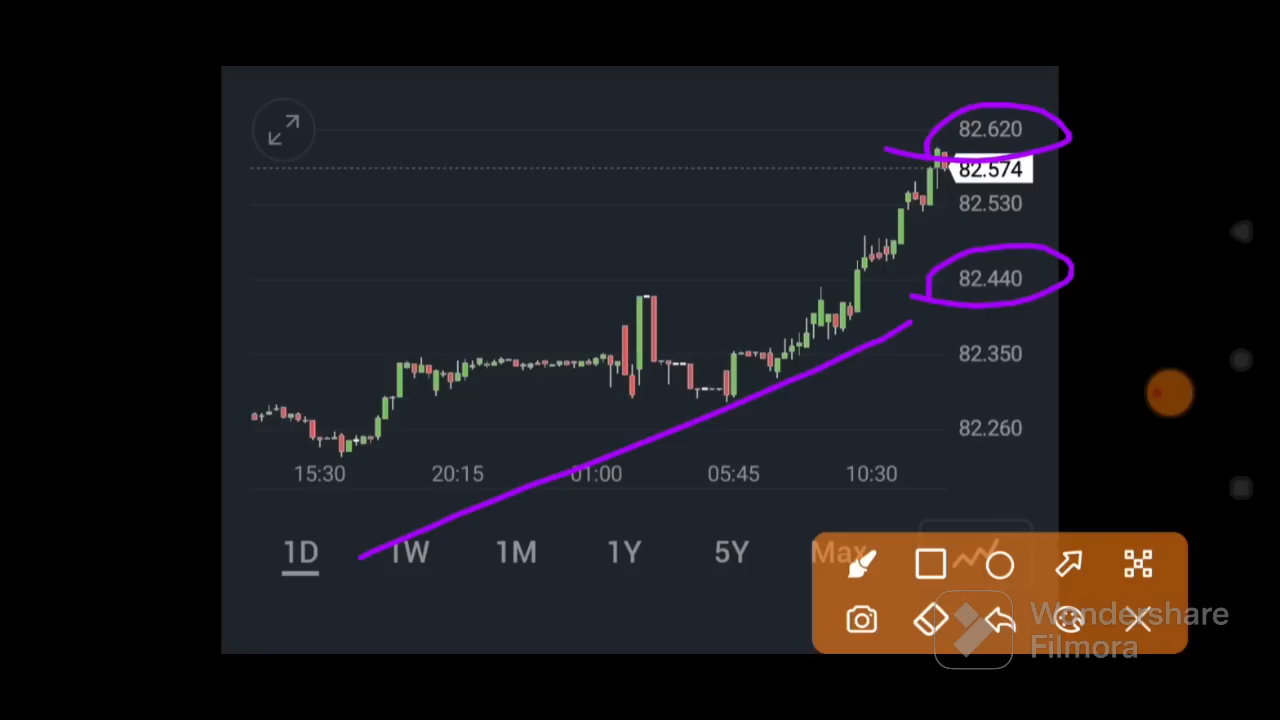 82.620
82.574
82.530
82.440
82.350
82.260
15:30 20:15 01:00 05:45 10:30
1D 1W 1M 1Y 5Y Max
Wondershare
Filmora